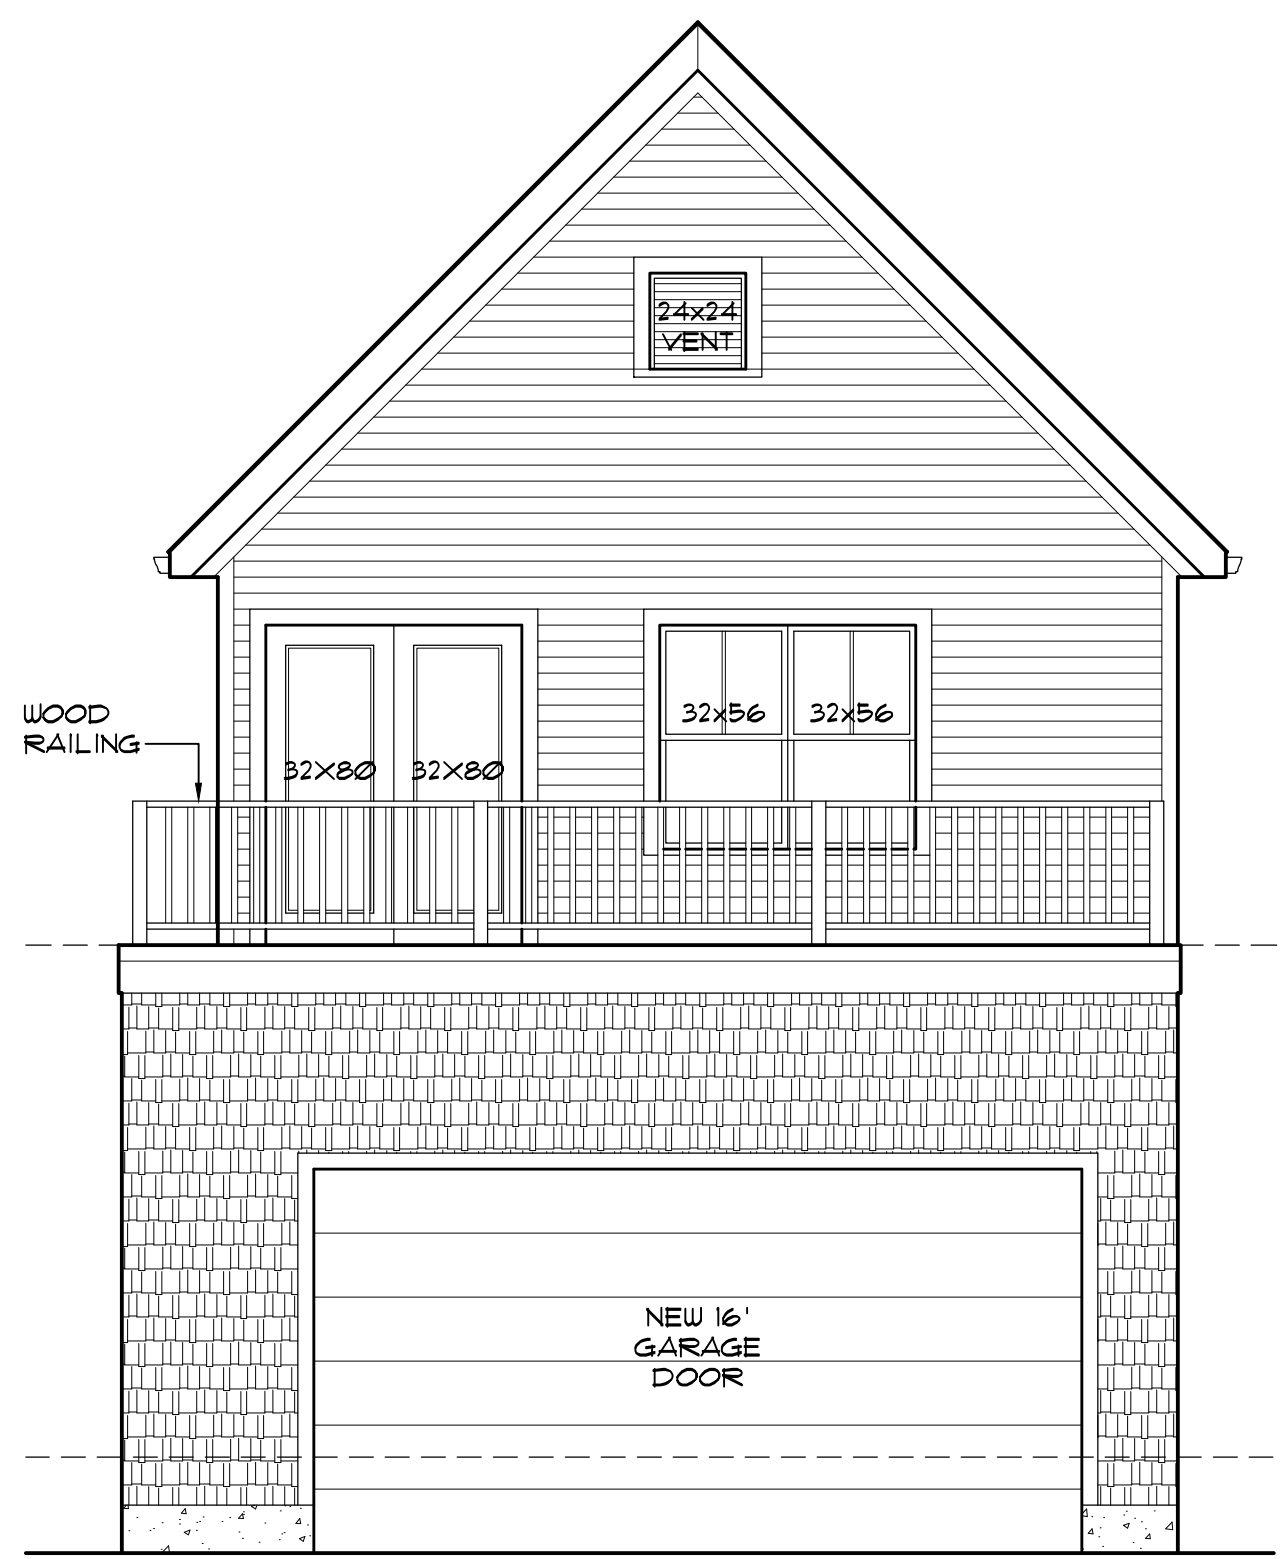 24x24
VENT
WOOD
RAILING
32x56 32x56
32X80 32X80
NEW 16'
GARAGE
DOOR